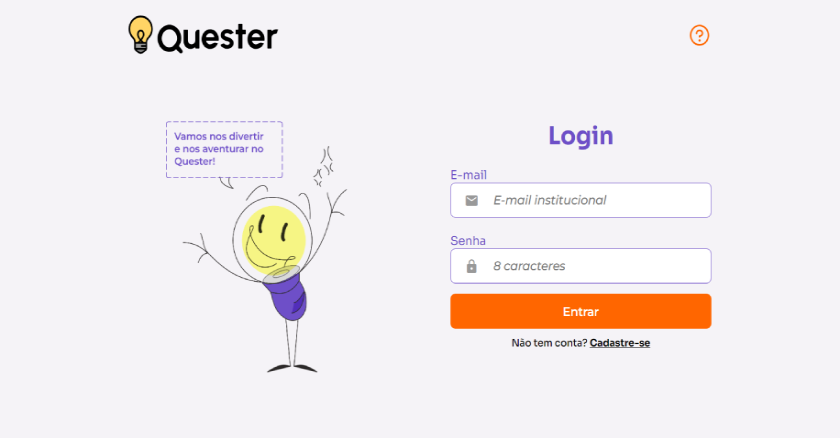 Quester
Vamos nos divertir
e nos aventurar no
Quester!
Login
E-mail
E-mail institucional
Senha
8 caracteres
Entrar
Não tem conta? Cadastre-se